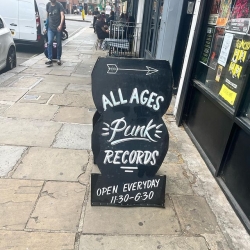 ALL AGES
Punk
RECORDS
OPEN EVERYDAY
11:30-6:30